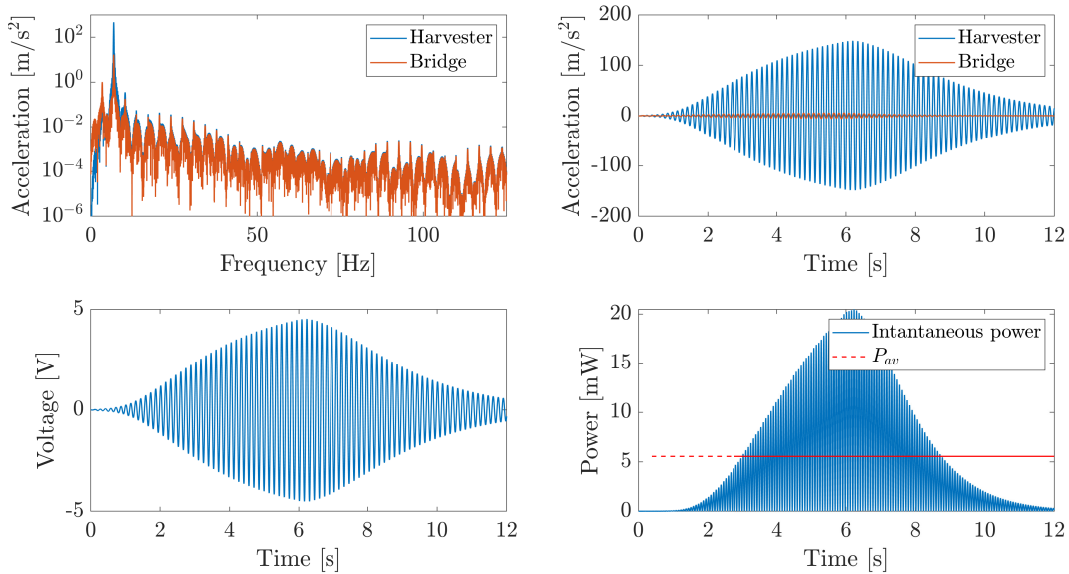 Acceleration [m/s²]
10²
10⁰
10⁻²
10⁻⁴
10⁻⁶
Harvester
Bridge
0 50 100
Frequency [Hz]
Acceleration [m/s²]
200
100
0
-100
-200
Harvester
Bridge
0 2 4 6 8 10 12
Time [s]
Voltage [V]
5
0
-5
0 2 4 6 8 10 12
Time [s]
Power [mW]
20
15
10
5
0
Intantaneous power
P_av
0 2 4 6 8 10 12
Time [s]